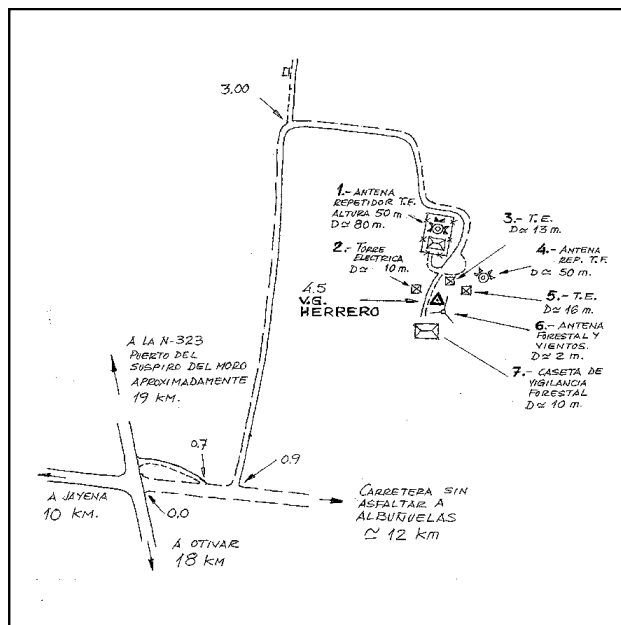 3.00
1.- ANTENA
REPETIDOR T.F.
ALTURA 50 m
D≃ 80 m.
2.- TORRE
ELECTRICA
D≃ 10 m.
3.- T.E.
D≃ 13 m.
4.- ANTENA
REP. T.F.
D≃ 50 m.
4.5
V.G.
HERRERO
5.- T.E.
D≃ 16 m.
6.- ANTENA
FORESTAL Y
VIENTOS.
D≃ 2 m.
7.- CASETA DE
VIGILANCIA
FORESTAL
D≃ 10 m.
A LA N-323
PUERTO DEL
SUSPIRO DEL MORO
APROXIMADAMENTE
19 KM.
0.7
0.9
A JAYENA
10 KM.
0.0
A OTIVAR
18 KM
CARRETERA SIN
ASFALTAR A
ALBUÑUELAS
≃ 12 km